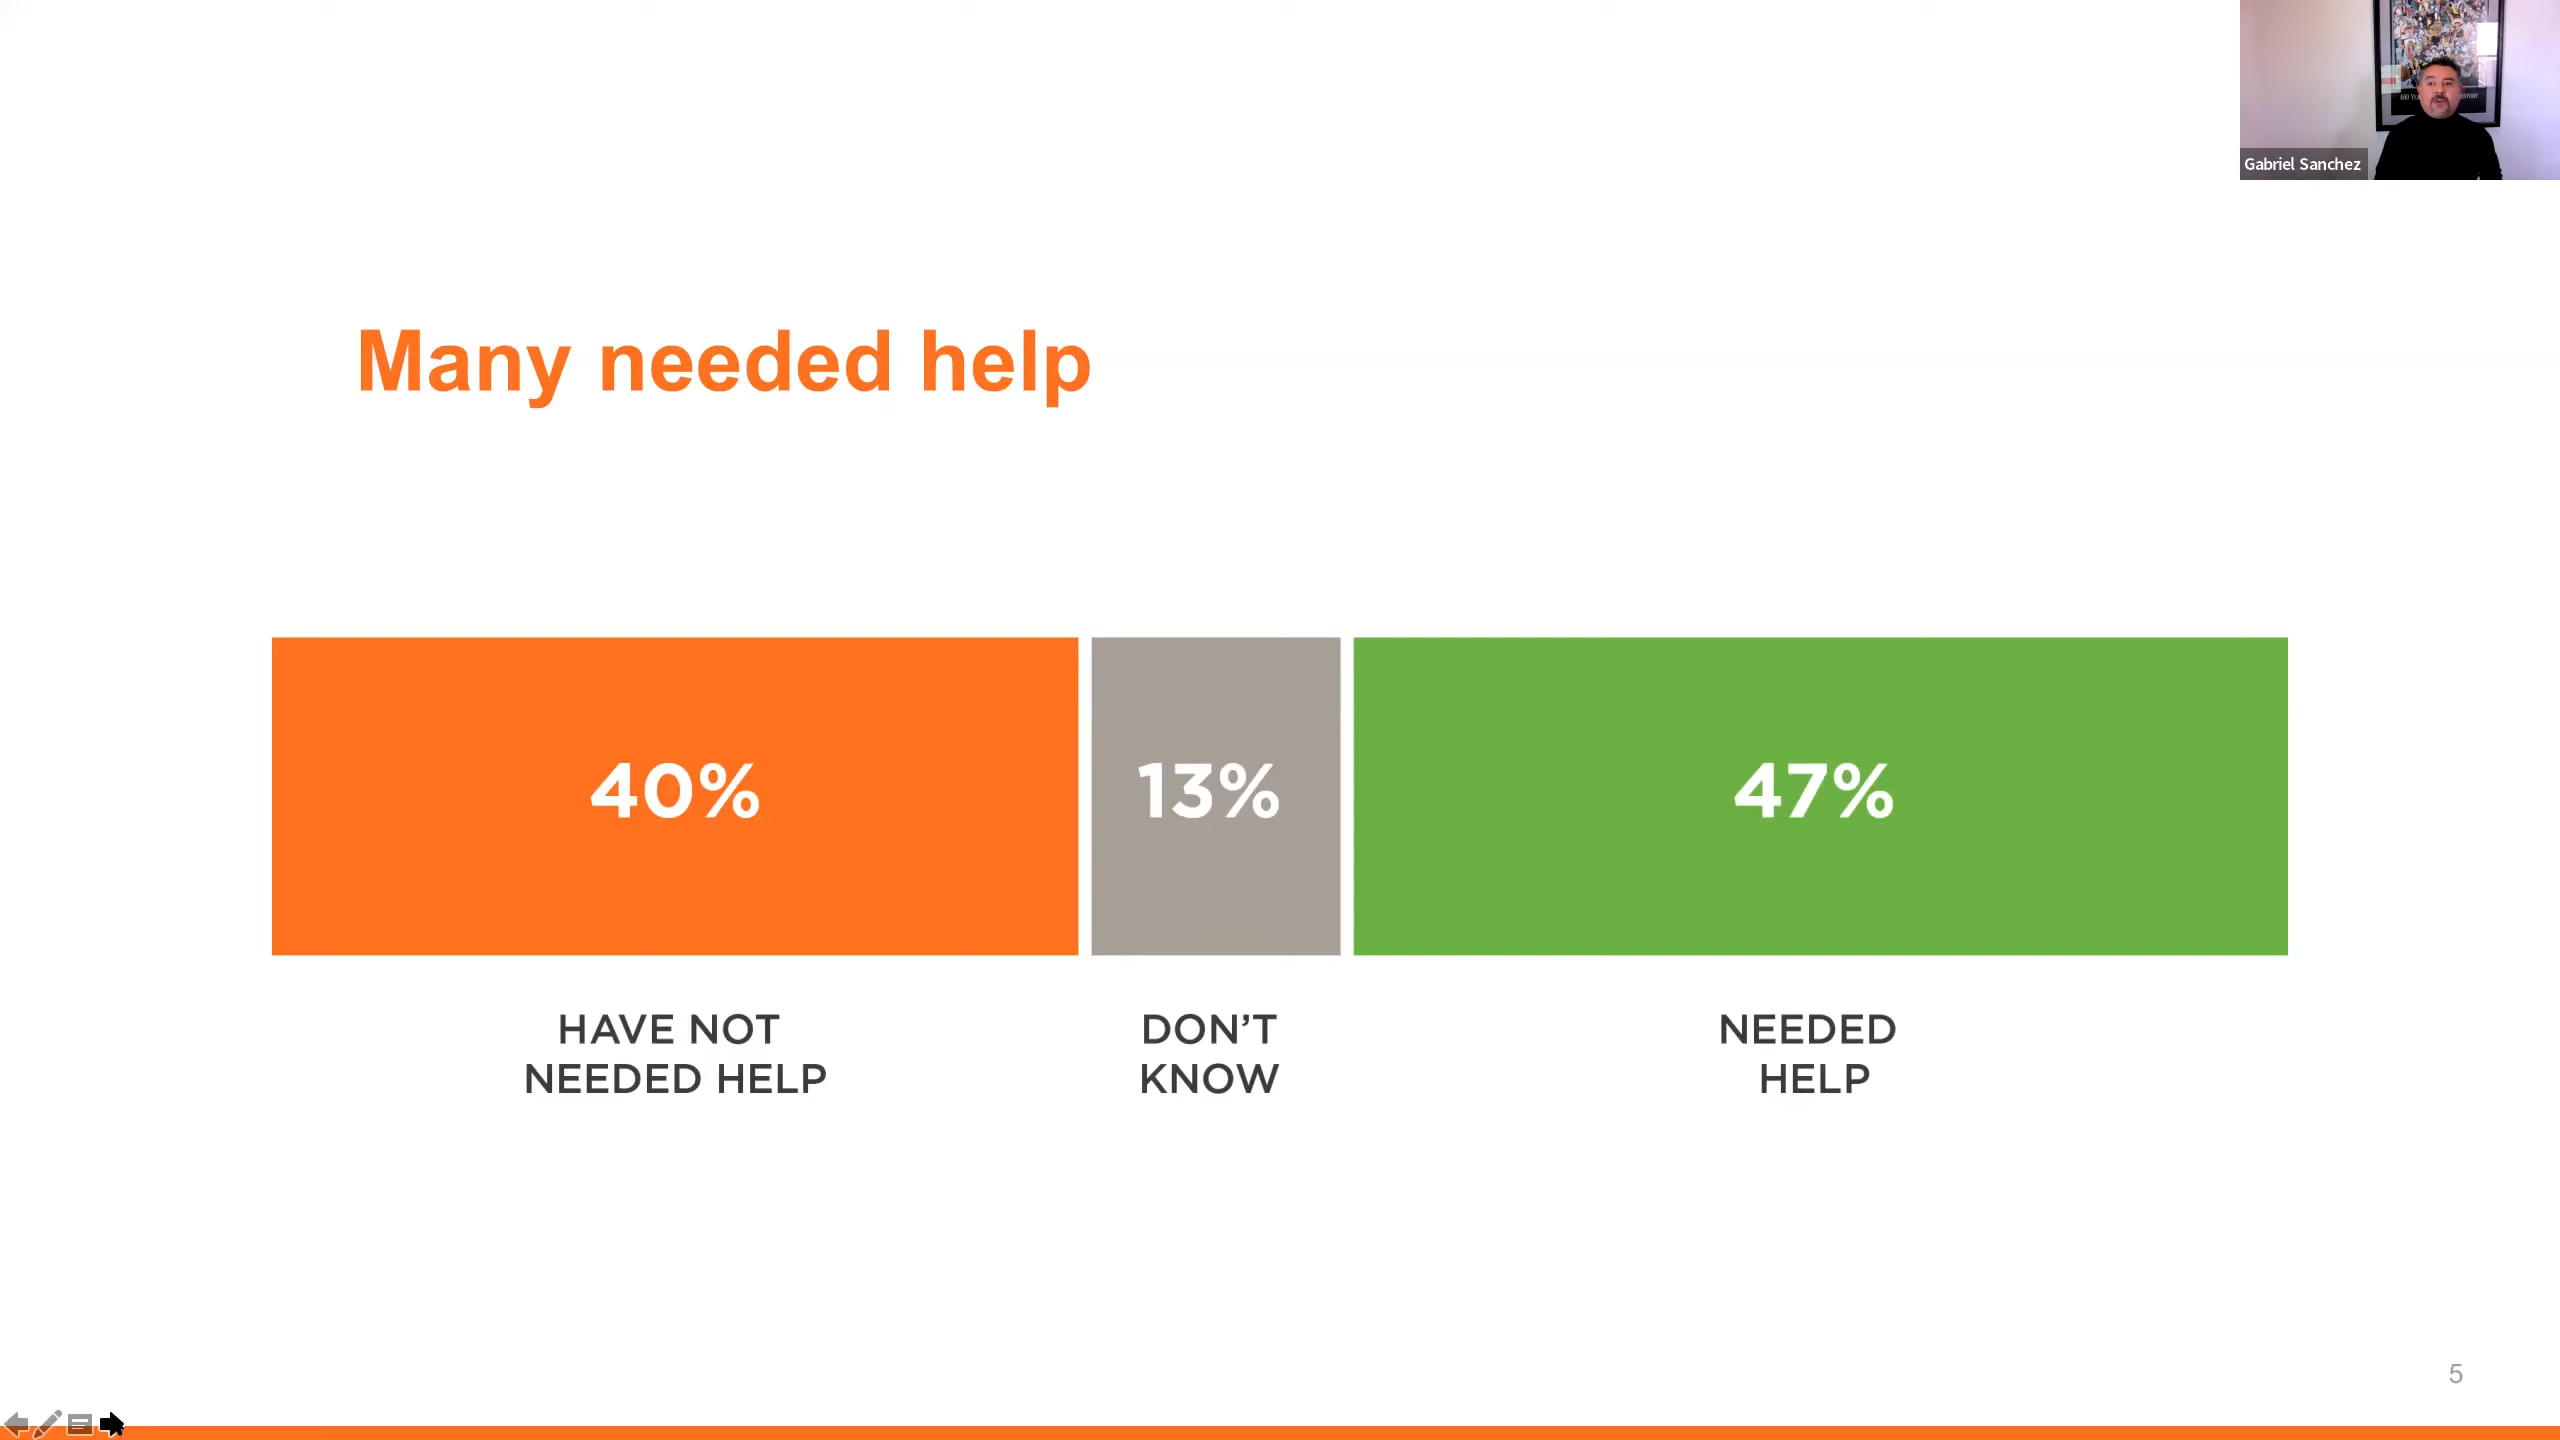 Gabriel Sanchez
Many needed help
40%
13%
47%
HAVE NOT
NEEDED HELP
DON'T
KNOW
NEEDED
HELP
5